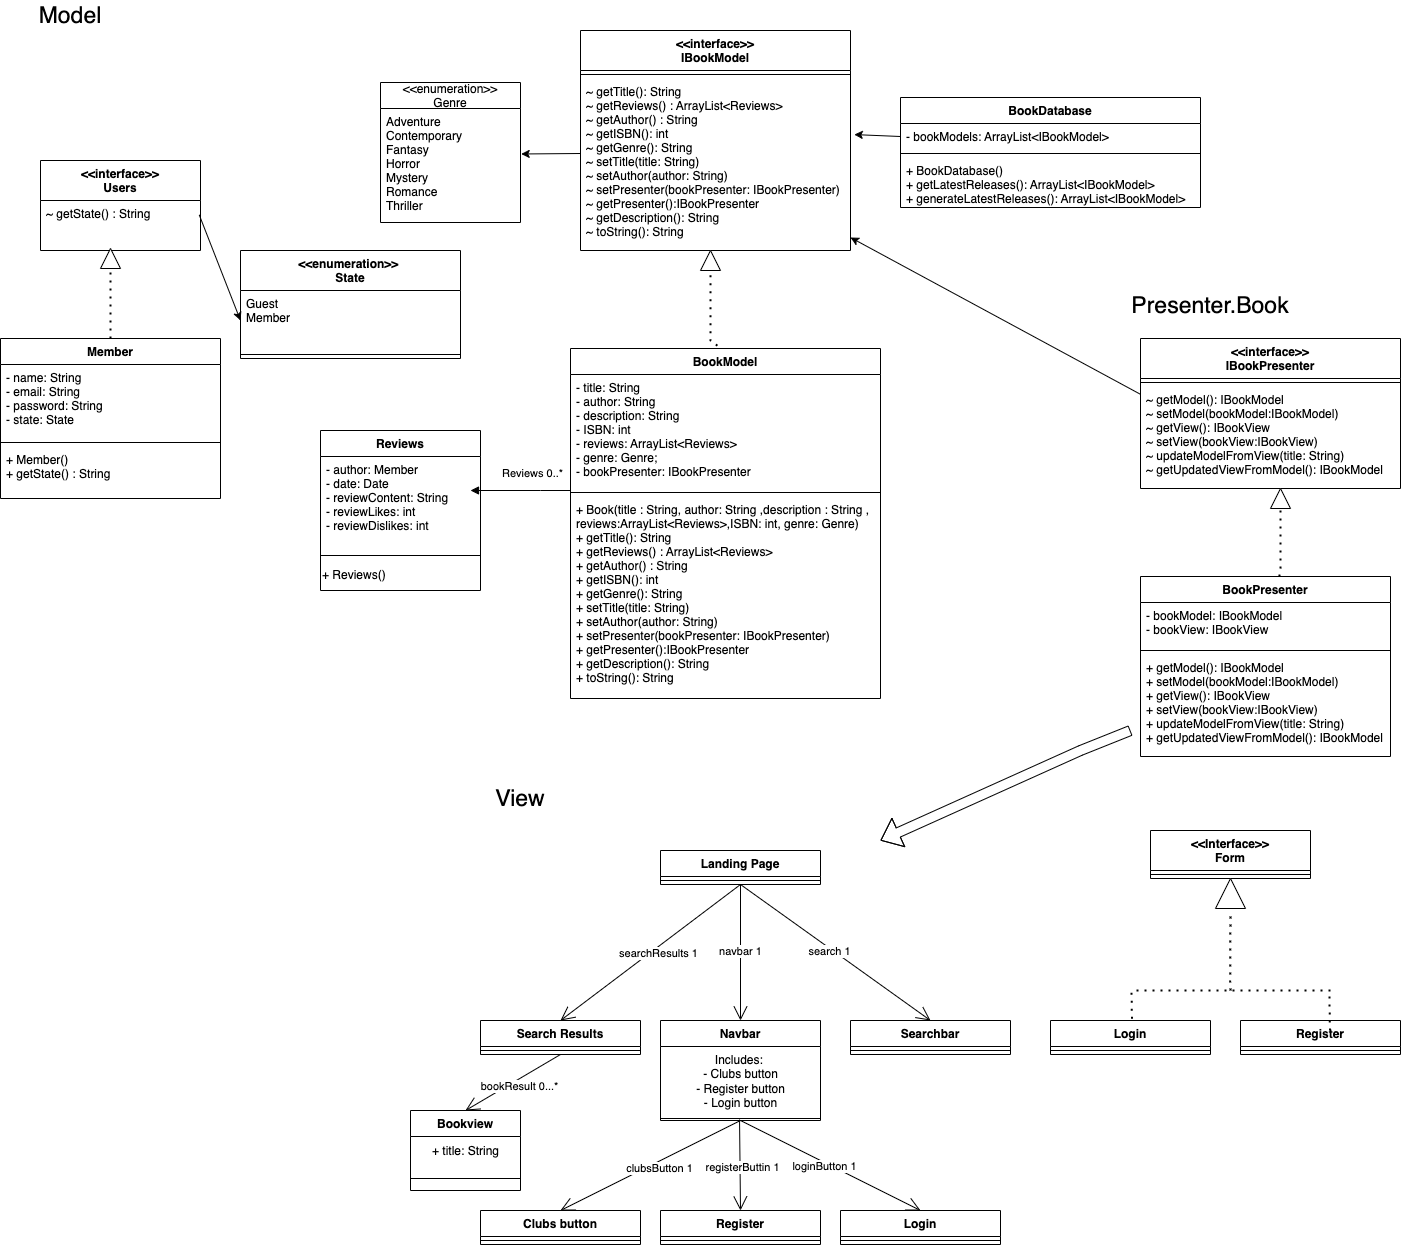 Model
<<interface>>
IBookModel
~ getTitle(): String
~ getReviews() : ArrayList<Reviews>
~ getAuthor() : String
~ getISBN(): int
~ getGenre(): String
~ setTitle(title: String)
~ setAuthor(author: String)
~ setPresenter(bookPresenter: IBookPresenter)
~ getPresenter():IBookPresenter
~ getDescription(): String
~ toString(): String
<<enumeration>>
Genre
Adventure
Contemporary
Fantasy
Horror
Mystery
Romance
Thriller
BookDatabase
- bookModels: ArrayList<IBookModel>
+ BookDatabase()
+ getLatestReleases(): ArrayList<IBookModel>
+ generateLatestReleases(): ArrayList<IBookModel>
<<interface>>
Users
~ getState() : String
<<enumeration>>
State
Guest
Member
Member
- name: String
- email: String
- password: String
- state: State
+ Member()
+ getState() : String
Reviews
- author: Member
- date: Date
- reviewContent: String
- reviewLikes: int
- reviewDislikes: int
+ Reviews()
Reviews 0..*
BookModel
- title: String
- author: String
- description: String
- ISBN: int
- reviews: ArrayList<Reviews>
- genre: Genre;
- bookPresenter: IBookPresenter
+ Book(title : String, author: String ,description : String ,
reviews:ArrayList<Reviews>,ISBN: int, genre: Genre)
+ getTitle(): String
+ getReviews() : ArrayList<Reviews>
+ getAuthor() : String
+ getISBN(): int
+ getGenre(): String
+ setTitle(title: String)
+ setAuthor(author: String)
+ setPresenter(bookPresenter: IBookPresenter)
+ getPresenter():IBookPresenter
+ getDescription(): String
+ toString(): String
Presenter.Book
<<interface>>
IBookPresenter
~ getModel(): IBookModel
~ setModel(bookModel:IBookModel)
~ getView(): IBookView
~ setView(bookView:IBookView)
~ updateModelFromView(title: String)
~ getUpdatedViewFromModel(): IBookModel
BookPresenter
- bookModel: IBookModel
- bookView: IBookView
+ getModel(): IBookModel
+ setModel(bookModel:IBookModel)
+ getView(): IBookView
+ setView(bookView:IBookView)
+ updateModelFromView(title: String)
+ getUpdatedViewFromModel(): IBookModel
View
Landing Page
searchResults 1
navbar 1
search 1
Search Results
Navbar
Includes:
- Clubs button
- Register button
- Login button
Searchbar
bookResult 0...*
Bookview
+ title: String
clubsButton 1
registerButtin 1
loginButton 1
Clubs button
Register
Login
<<Interface>>
Form
Login
Register